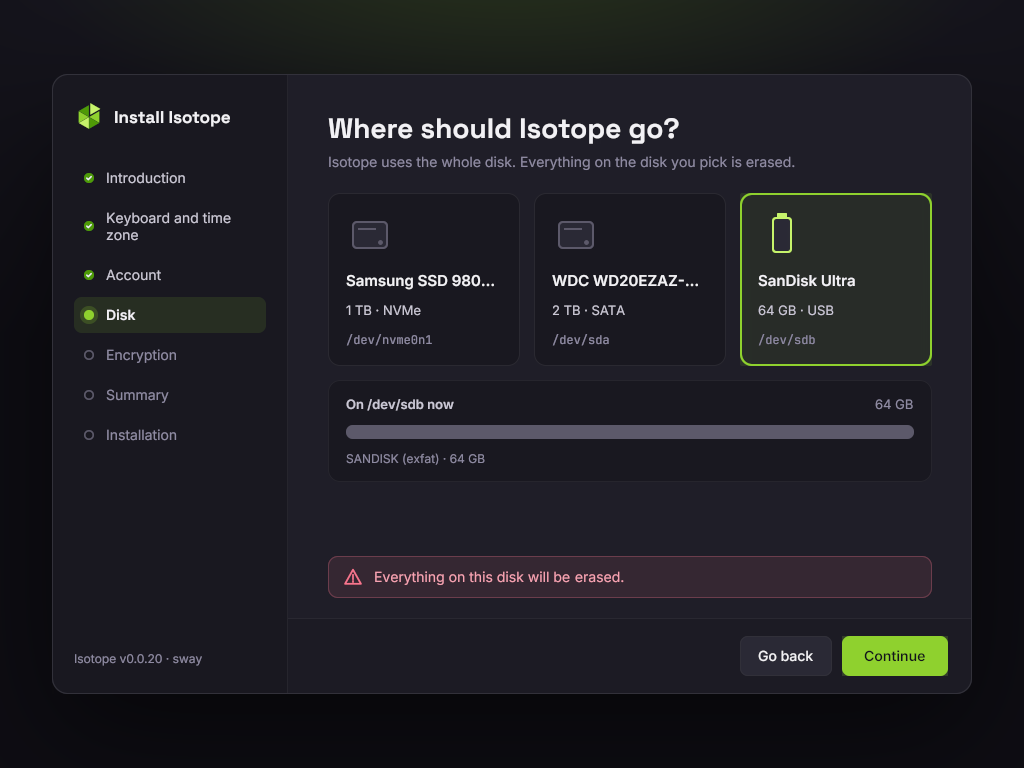 Install Isotope
Introduction
Keyboard and time
zone
Account
Disk
Encryption
Summary
Installation
Isotope v0.0.20 · sway
Where should Isotope go?
Isotope uses the whole disk. Everything on the disk you pick is erased.
Samsung SSD 980...
1 TB · NVMe
/dev/nvme0n1
WDC WD20EZAZ-...
2 TB · SATA
/dev/sda
SanDisk Ultra
64 GB · USB
/dev/sdb
On /dev/sdb now
64 GB
SANDISK (exfat) · 64 GB
Everything on this disk will be erased.
Go back
Continue